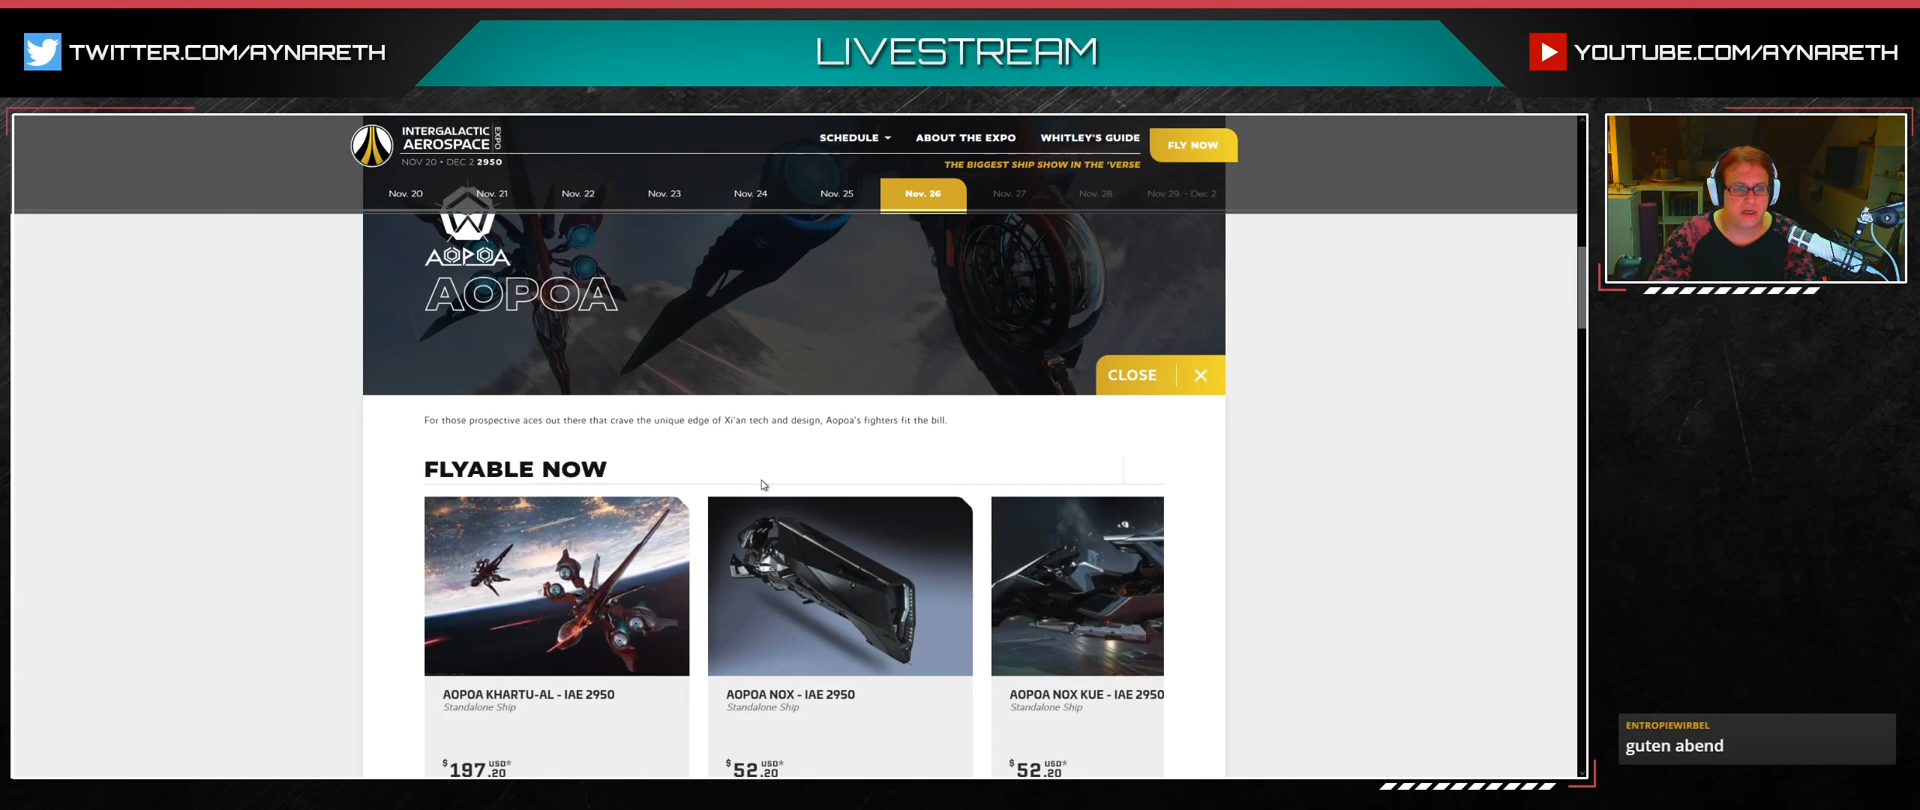 TWITTER.COM/AYNARETH
LIVESTREAM
YOUTUBE.COM/AYNARETH
INTERGALACTIC
AEROSPACE
EXPO
NOV 20 • DEC 2 2950
SCHEDULE
ABOUT THE EXPO
WHITLEY'S GUIDE
FLY NOW
THE BIGGEST SHIP SHOW IN THE 'VERSE
Nov. 20
Nov. 21
Nov. 22
Nov. 23
Nov. 24
Nov. 25
Nov. 26
Nov. 27
Nov. 28
Nov 29 - Dec 2
AOPOA
AOPOA
CLOSE
For those prospective aces out there that crave the unique edge of Xi'an tech and design, Aopoa's fighters fit the bill.
FLYABLE NOW
AOPOA KHARTU-AL - IAE 2950
Standalone Ship
$197.20 USD*
AOPOA NOX - IAE 2950
Standalone Ship
$52.20 USD*
AOPOA NOX KUE - IAE 2950
Standalone Ship
$52.20 USD*
ENTROPIEWIRBEL
guten abend